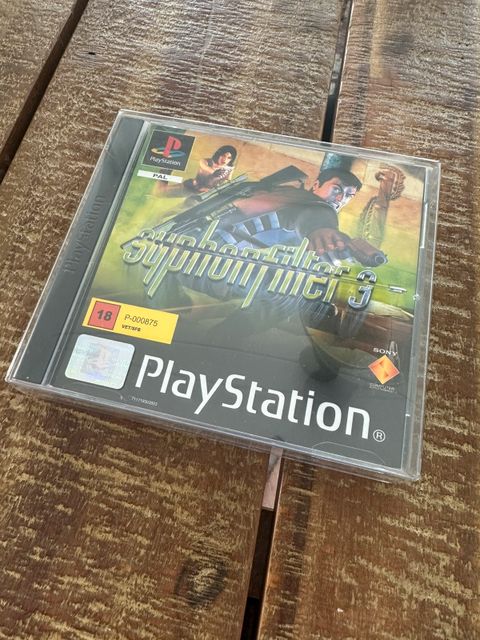 PlayStation
PlayStation
PAL
syphon filter 3
18
P-000875
VET/SFB
SONY
PlayStation®